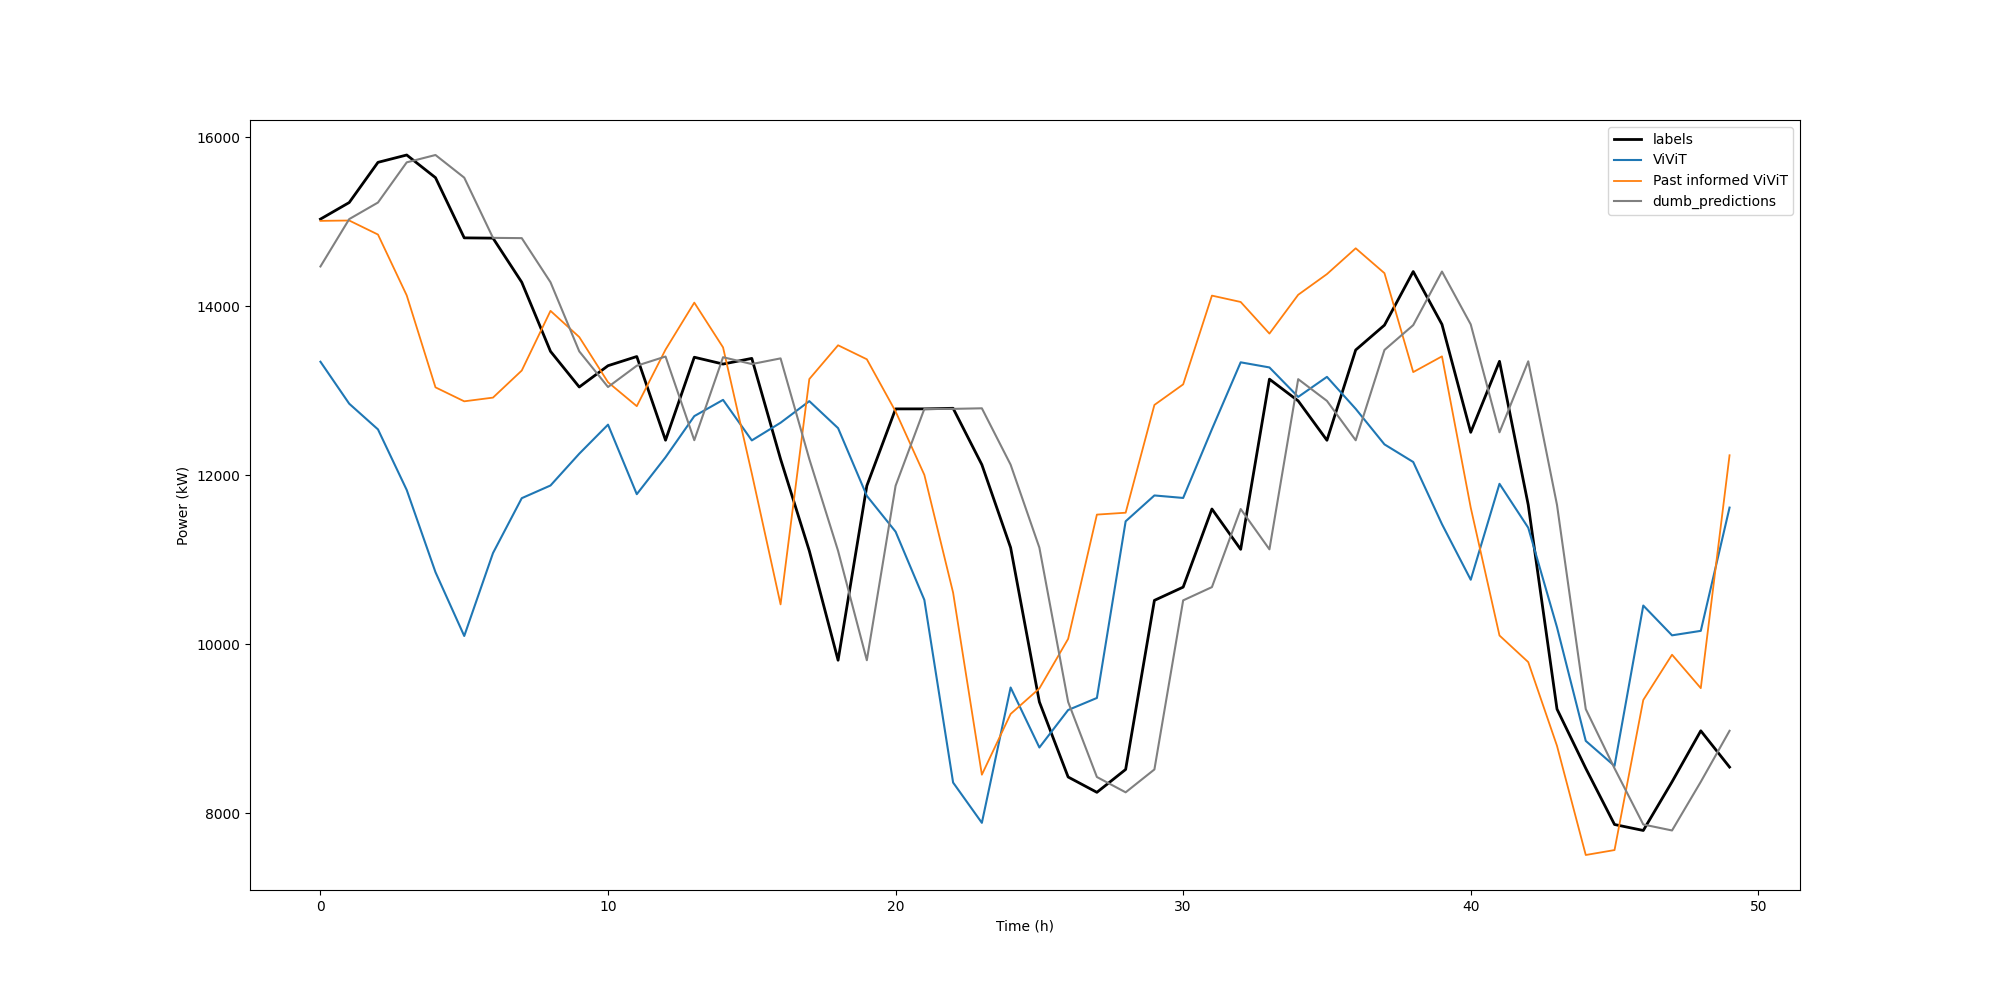 labels
ViViT
Past informed ViViT
dumb_predictions
16000
14000
12000
10000
8000
Power (kW)
0 10 20 30 40 50
Time (h)